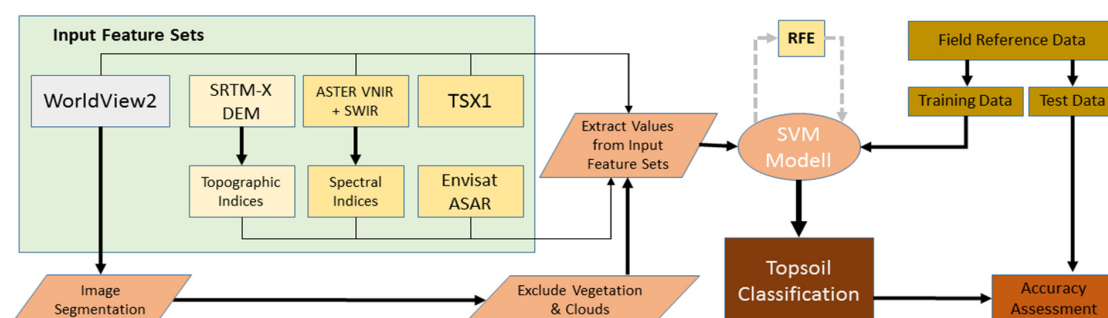 Input Feature Sets
WorldView2
SRTM-X
DEM
ASTER VNIR
+ SWIR
TSX1
Topographic
Indices
Spectral
Indices
Envisat
ASAR
Image
Segmentation
Exclude Vegetation
& Clouds
Extract Values
from Input
Feature Sets
RFE
SVM
Modell
Topsoil
Classification
Field Reference Data
Training Data
Test Data
Accuracy
Assessment